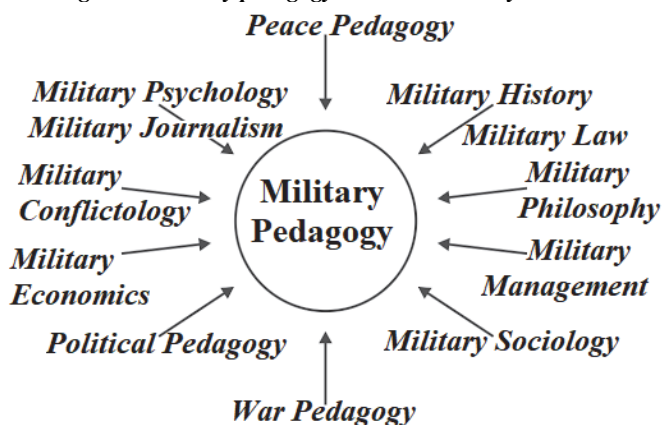 pedagogy
Peace Pedagogy
Military Psychology
Military Journalism
Military History
Military Law
Military
Conflictology
Military
Pedagogy
Military
Philosophy
Military
Economics
Military
Management
Political Pedagogy
Military Sociology
War Pedagogy